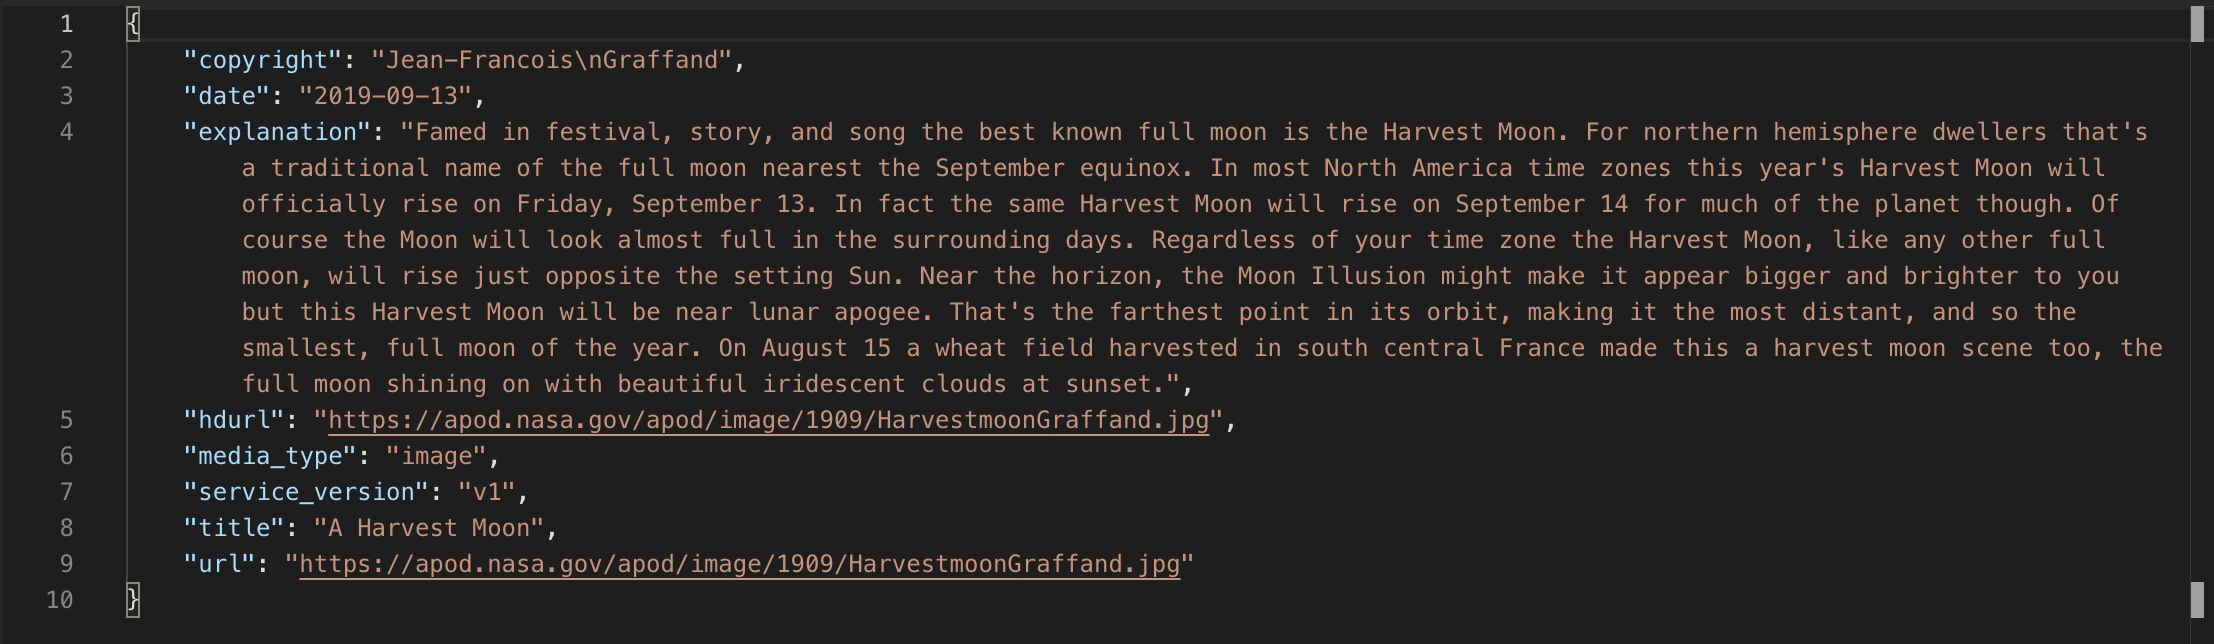 1 {
2 "copyright": "Jean-Francois\nGraffand",
3 "date": "2019-09-13",
4 "explanation": "Famed in festival, story, and song the best known full moon is the Harvest Moon. For northern hemisphere dwellers that's
a traditional name of the full moon nearest the September equinox. In most North America time zones this year's Harvest Moon will
officially rise on Friday, September 13. In fact the same Harvest Moon will rise on September 14 for much of the planet though. Of
course the Moon will look almost full in the surrounding days. Regardless of your time zone the Harvest Moon, like any other full
moon, will rise just opposite the setting Sun. Near the horizon, the Moon Illusion might make it appear bigger and brighter to you
but this Harvest Moon will be near lunar apogee. That's the farthest point in its orbit, making it the most distant, and so the
smallest, full moon of the year. On August 15 a wheat field harvested in south central France made this a harvest moon scene too, the
full moon shining on with beautiful iridescent clouds at sunset.",
5 "hdurl": "https://apod.nasa.gov/apod/image/1909/HarvestmoonGraffand.jpg",
6 "media_type": "image",
7 "service_version": "v1",
8 "title": "A Harvest Moon",
9 "url": "https://apod.nasa.gov/apod/image/1909/HarvestmoonGraffand.jpg"
10 }